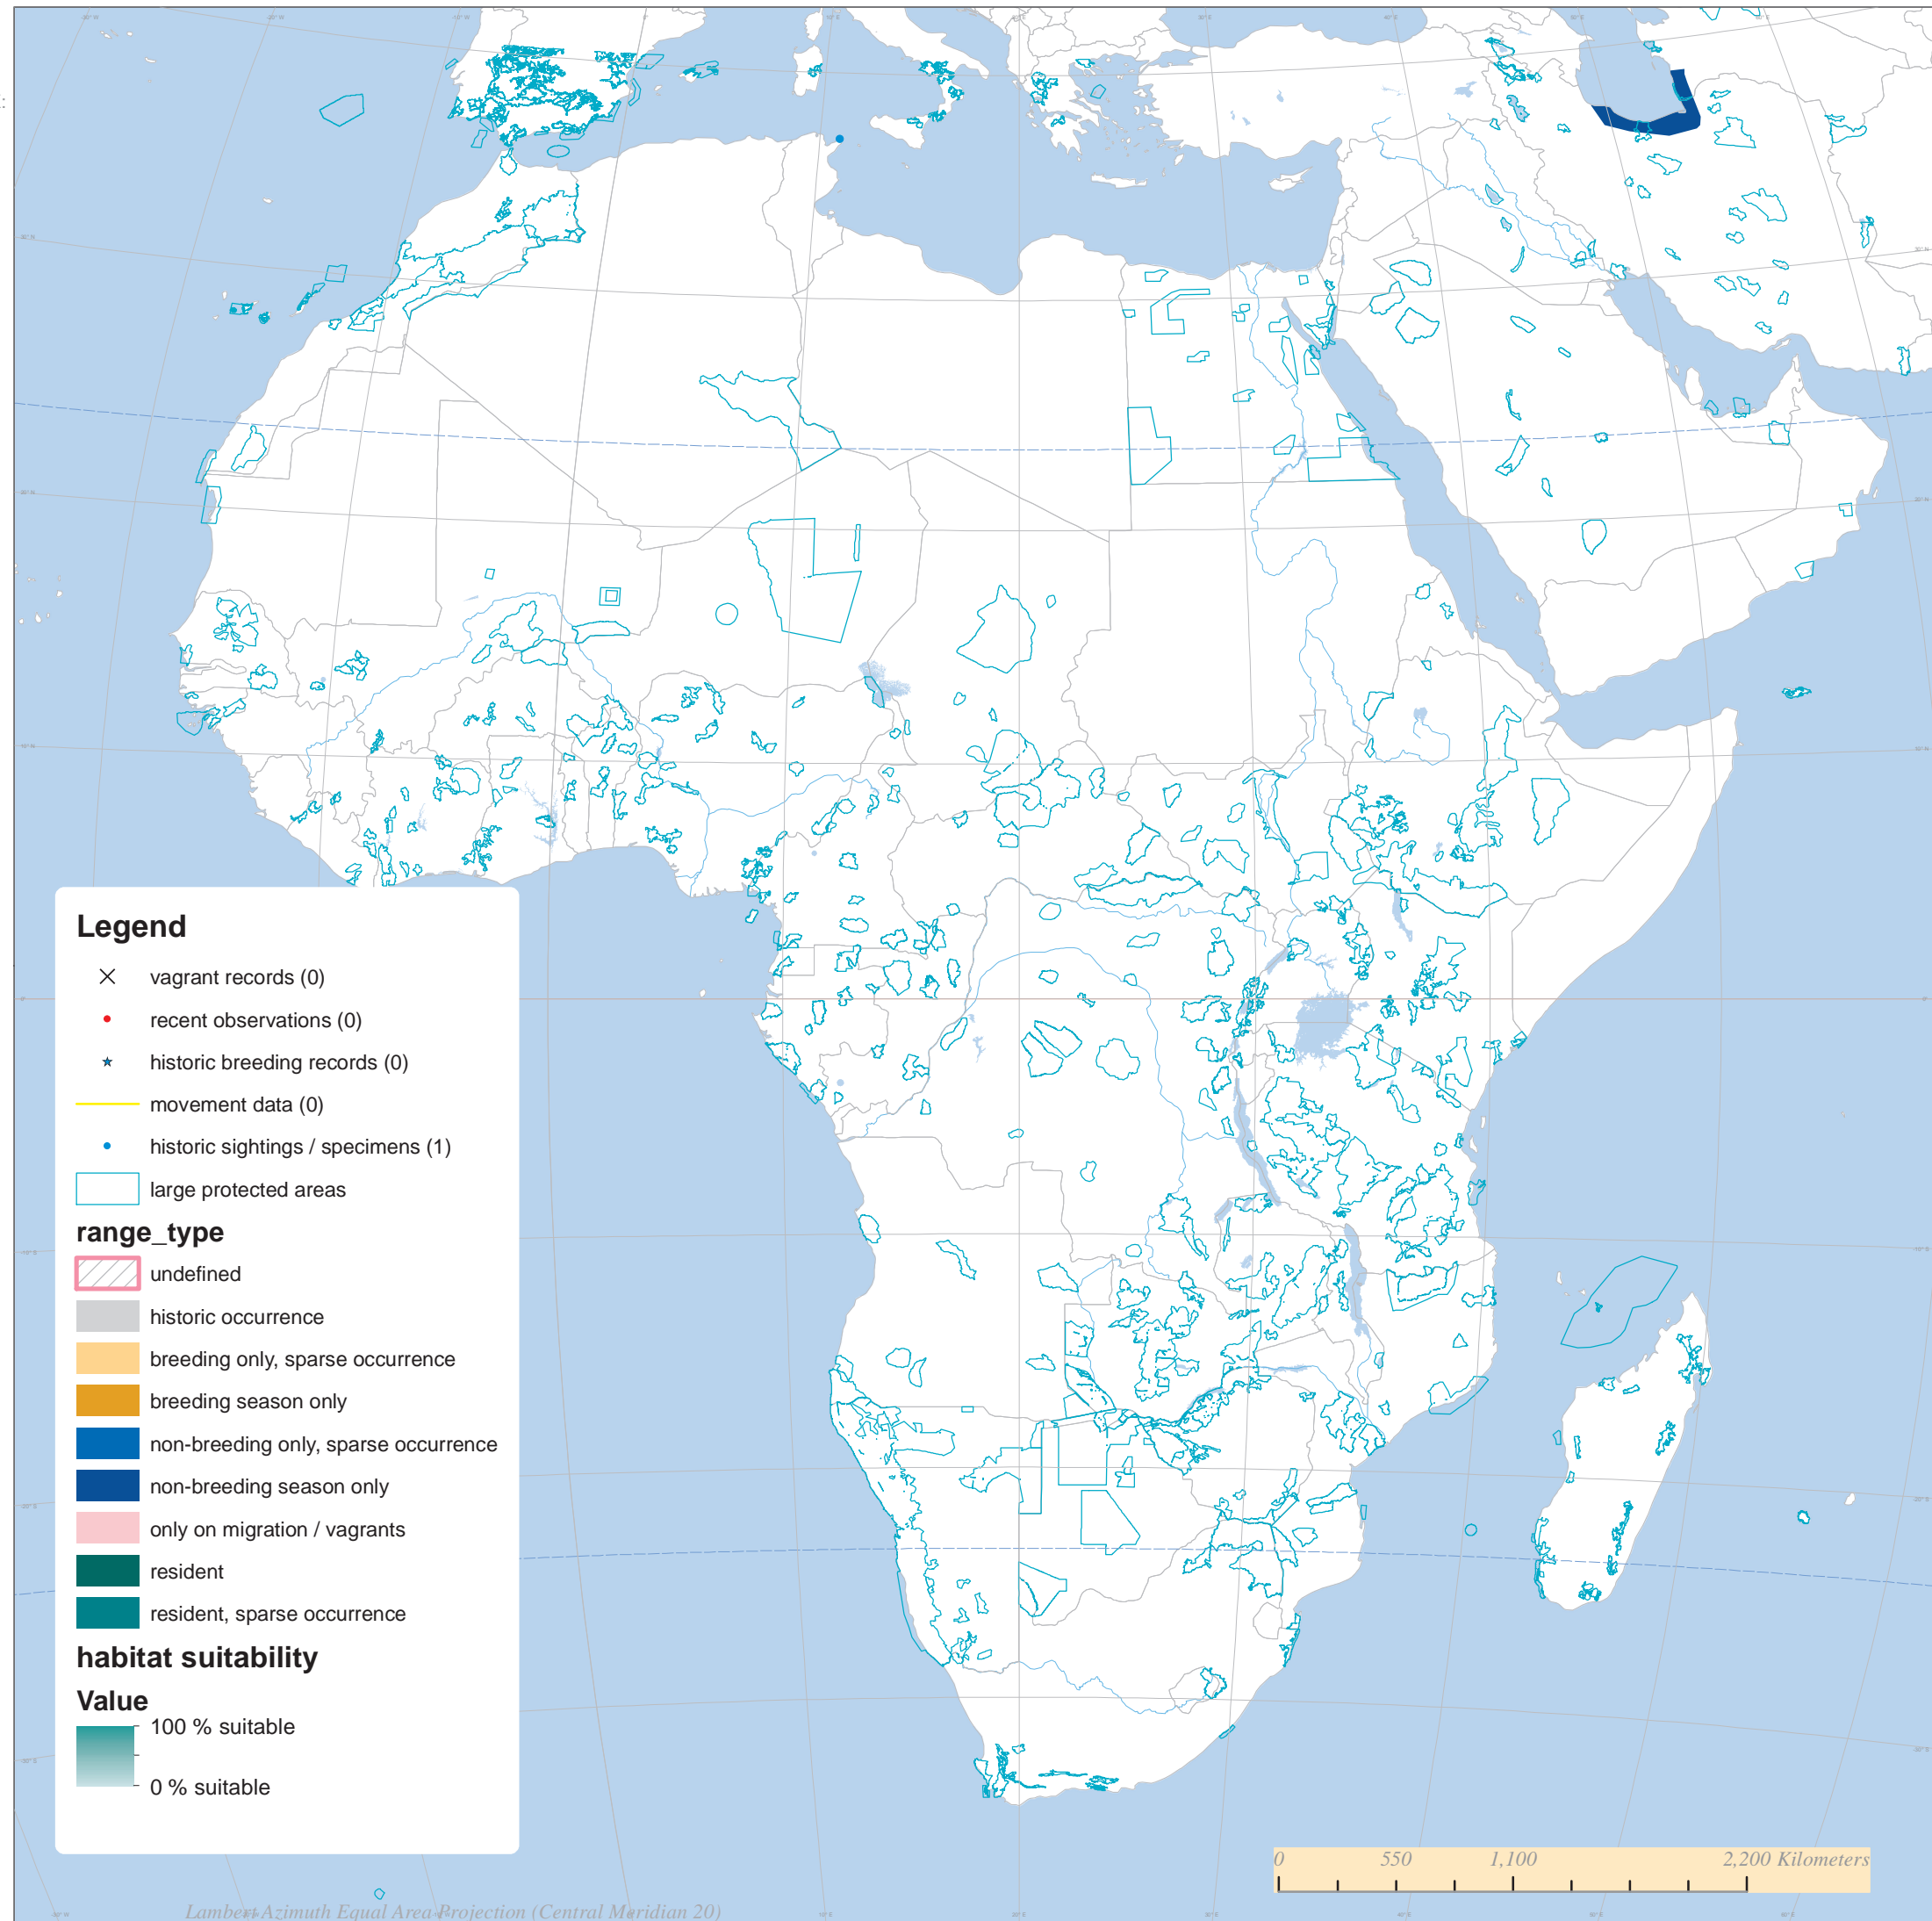 Legend
vagrant records (0)
recent observations (0)
historic breeding records (0)
movement data (0)
historic sightings / specimens (1)
large protected areas
range_type
undefined
historic occurrence
breeding only, sparse occurrence
breeding season only
non-breeding only, sparse occurrence
non-breeding season only
only on migration / vagrants
resident
resident, sparse occurrence
habitat suitability
Value
100 % suitable
0 % suitable
0 550 1,100 2,200 Kilometers
Lambert Azimuth Equal Area Projection (Central Meridian 20)